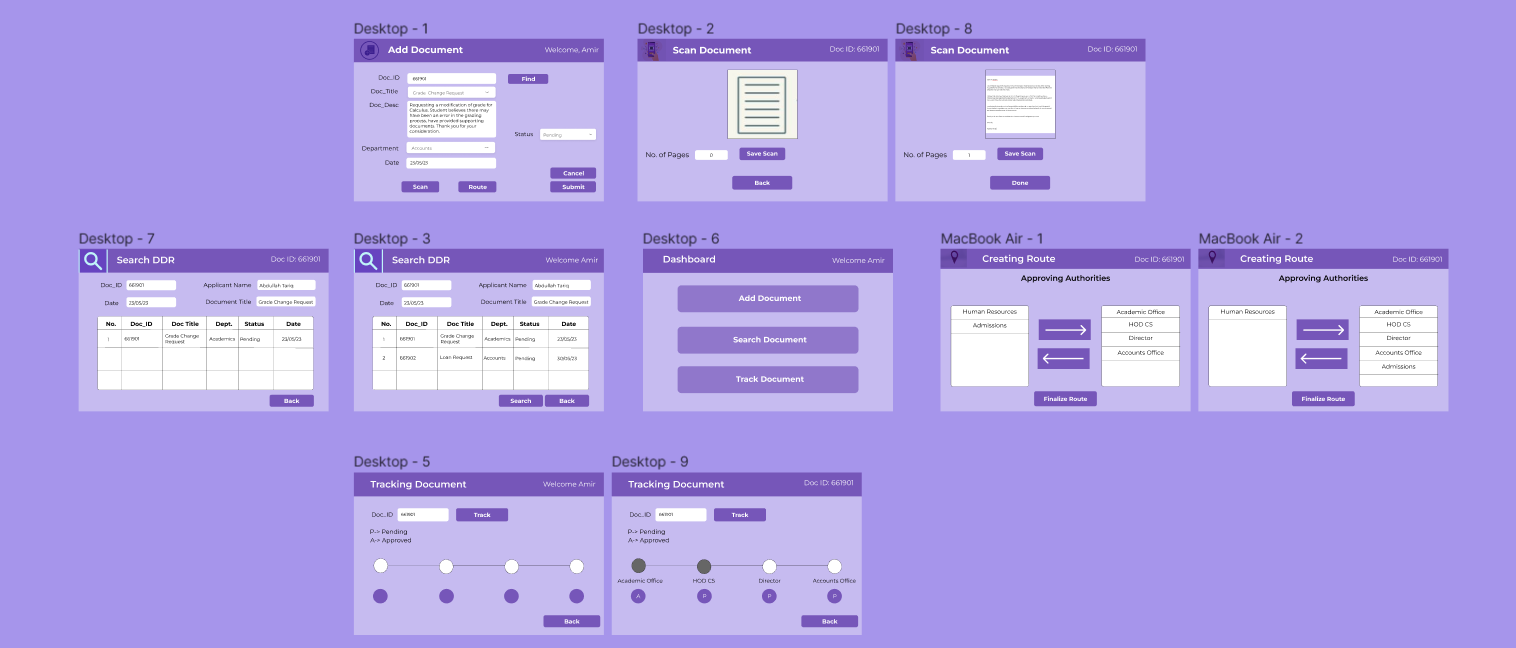 Desktop - 1
Add Document
Welcome, Amir
Doc_ID
661901
Find
Doc_Title
Grade. Change Request
Doc_Desc
Requesting a modification of grade for
Calculus. Student believes there may
have been an error in the grading
process, have provided supporting
documents. Thank you for your
consideration.
Status
Pending
Department
Accounts
Date
23/05/23
Cancel
Scan
Route
Submit
Desktop - 2
Scan Document
Doc ID: 661901
No. of Pages
0
Save Scan
Back
Desktop - 8
Scan Document
Doc ID: 661901
No. of Pages
1
Save Scan
Done
Desktop - 7
Search DDR
Doc ID: 661901
Doc_ID
661901
Applicant Name
Abdullah Tariq
Date
23/05/23
Document Title
Grade Change Request
No. Doc_ID Doc Title Dept. Status Date
1 661901 Grade Change Request Academics Pending 23/05/23
Back
Desktop - 3
Search DDR
Welcome Amir
Doc_ID
661901
Applicant Name
Abdullah Tariq
Date
23/05/23
Document Title
Grade Change Request
No. Doc_ID Doc Title Dept. Status Date
1 661901 Grade Change Request Academics Pending 23/05/23
2 661902 Loan Request Accounts Pending 30/05/23
Search
Back
Desktop - 6
Dashboard
Welcome Amir
Add Document
Search Document
Track Document
MacBook Air - 1
Creating Route
Doc ID: 661901
Approving Authorities
Human Resources
Admissions
Academic Office
HOD CS
Director
Accounts Office
Finalize Route
MacBook Air - 2
Creating Route
Doc ID: 661901
Approving Authorities
Human Resources
Academic Office
HOD CS
Director
Accounts Office
Admissions
Finalize Route
Desktop - 5
Tracking Document
Welcome Amir
Doc_ID
661901
Track
P-> Pending
A-> Approved
Back
Desktop - 9
Tracking Document
Doc ID: 661901
Doc_ID
661901
Track
P-> Pending
A-> Approved
Academic Office
HOD CS
Director
Accounts Office
A
P
P
P
Back